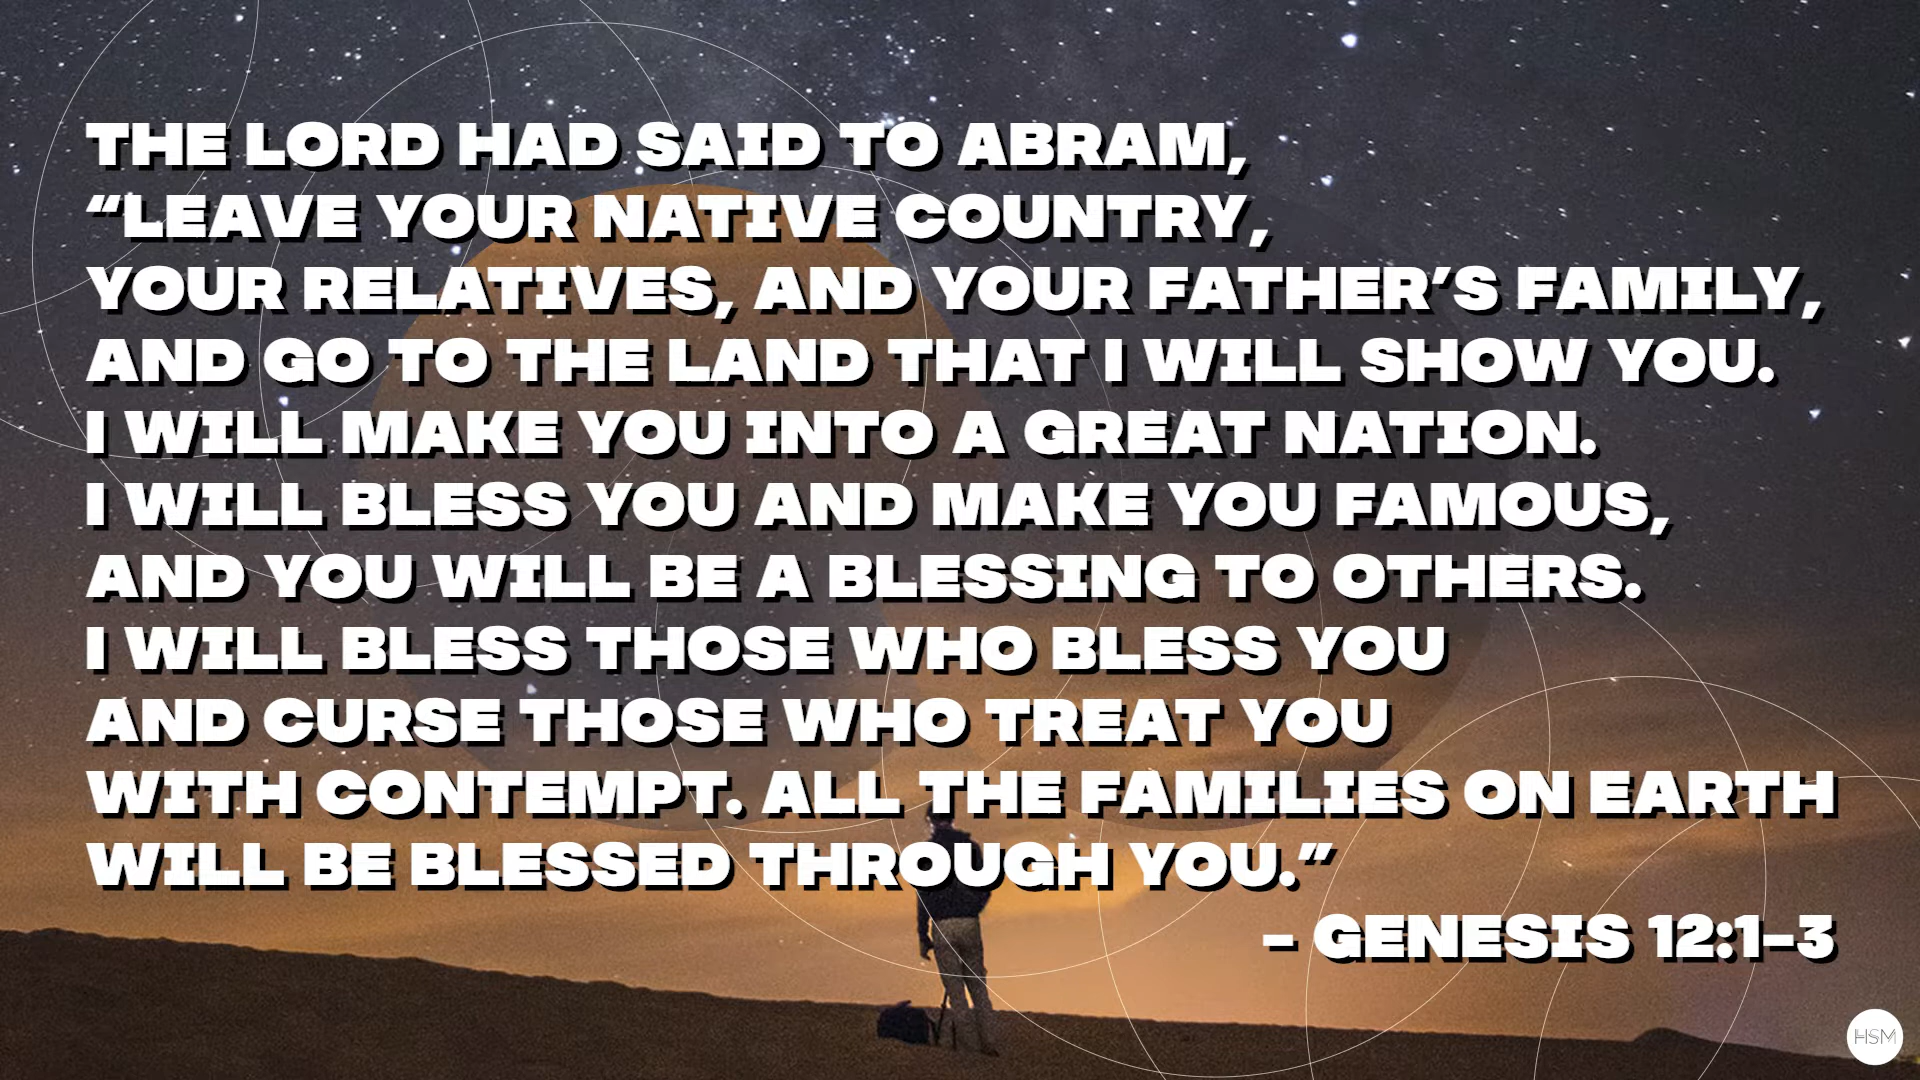 THE LORD HAD SAID TO ABRAM,
“LEAVE YOUR NATIVE COUNTRY,
YOUR RELATIVES, AND YOUR FATHER’S FAMILY,
AND GO TO THE LAND THAT I WILL SHOW YOU.
I WILL MAKE YOU INTO A GREAT NATION.
I WILL BLESS YOU AND MAKE YOU FAMOUS,
AND YOU WILL BE A BLESSING TO OTHERS.
I WILL BLESS THOSE WHO BLESS YOU
AND CURSE THOSE WHO TREAT YOU
WITH CONTEMPT. ALL THE FAMILIES ON EARTH
WILL BE BLESSED THROUGH YOU.”
- GENESIS 12:1-3
HSM